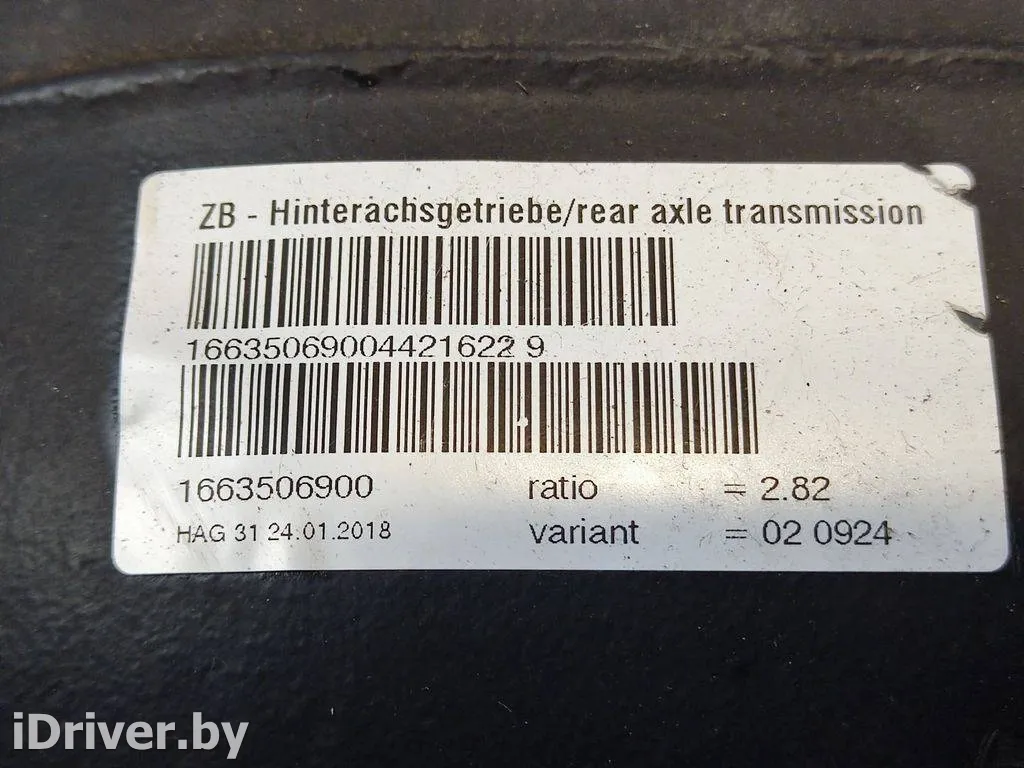 ZB - Hinterachsgetriebe/rear axle transmission
16635069004421622 9
1663506900 ratio = 2.82
HAG 31 24.01.2018 variant = 02 0924
iDriver.by